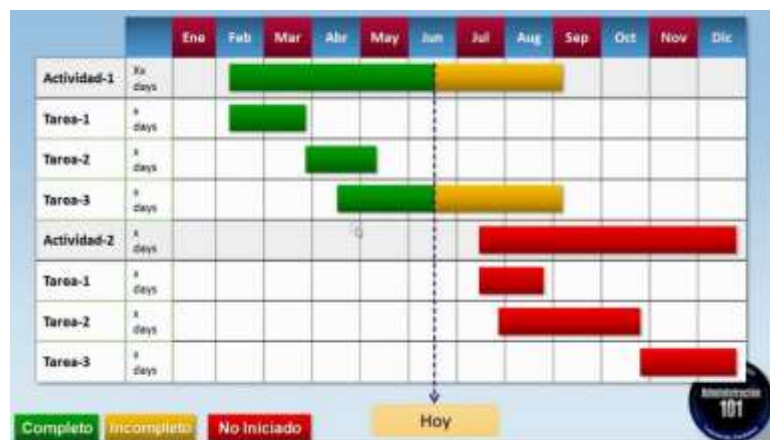 Ene Feb Mar Abr May Jun Jul Aug Sep Oct Nov Dic
Actividad-1 Xx days
Tarea-1 x days
Tarea-2 x days
Tarea-3 x days
Actividad-2 x days
Tarea-1 x days
Tarea-2 x days
Tarea-3 x days
Completo Incompleto No Iniciado Hoy
Administración
101